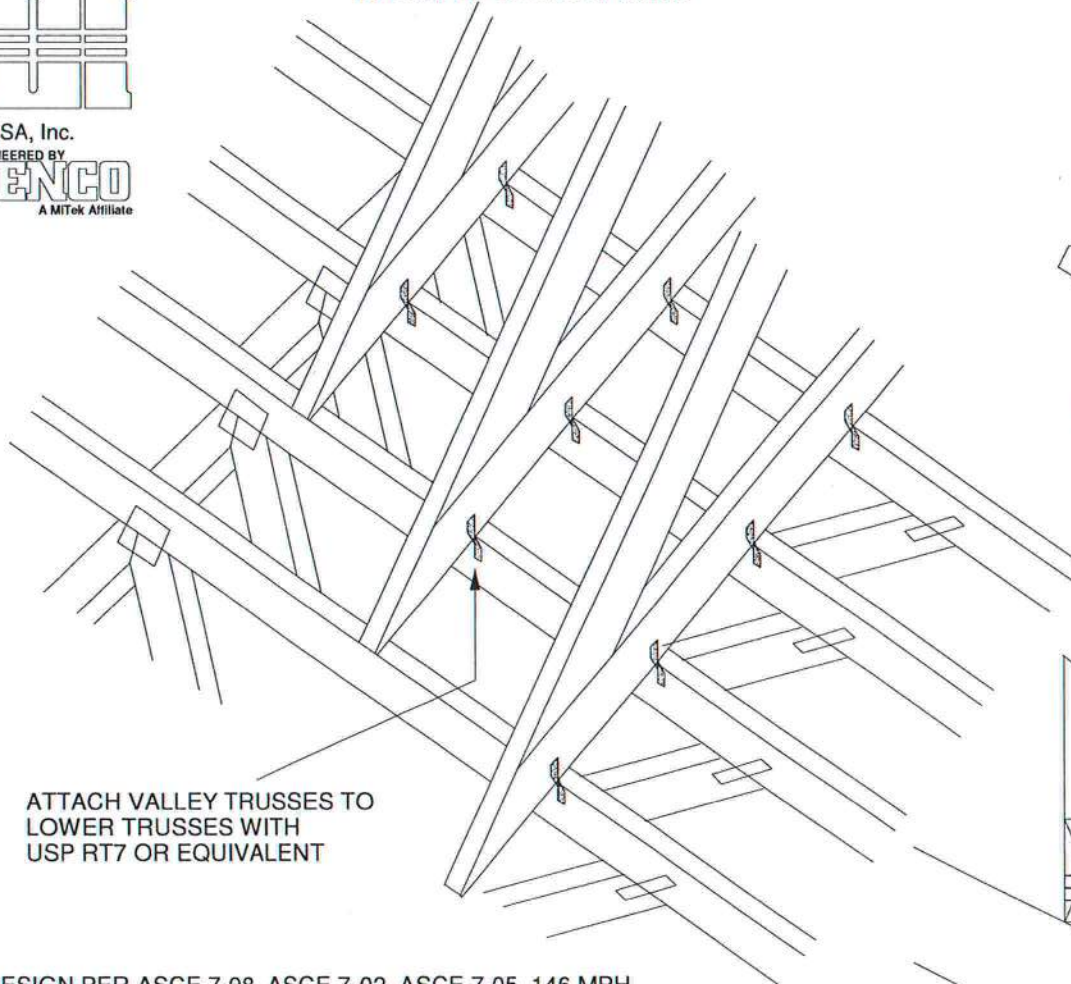 SA, Inc.
NEERED BY
ENCO
A MiTek Affiliate
ATTACH VALLEY TRUSSES TO
LOWER TRUSSES WITH
USP RT7 OR EQUIVALENT
ESIGN PER ASCE 7-98, ASCE 7-02, ASCE 7-05 146 MPH